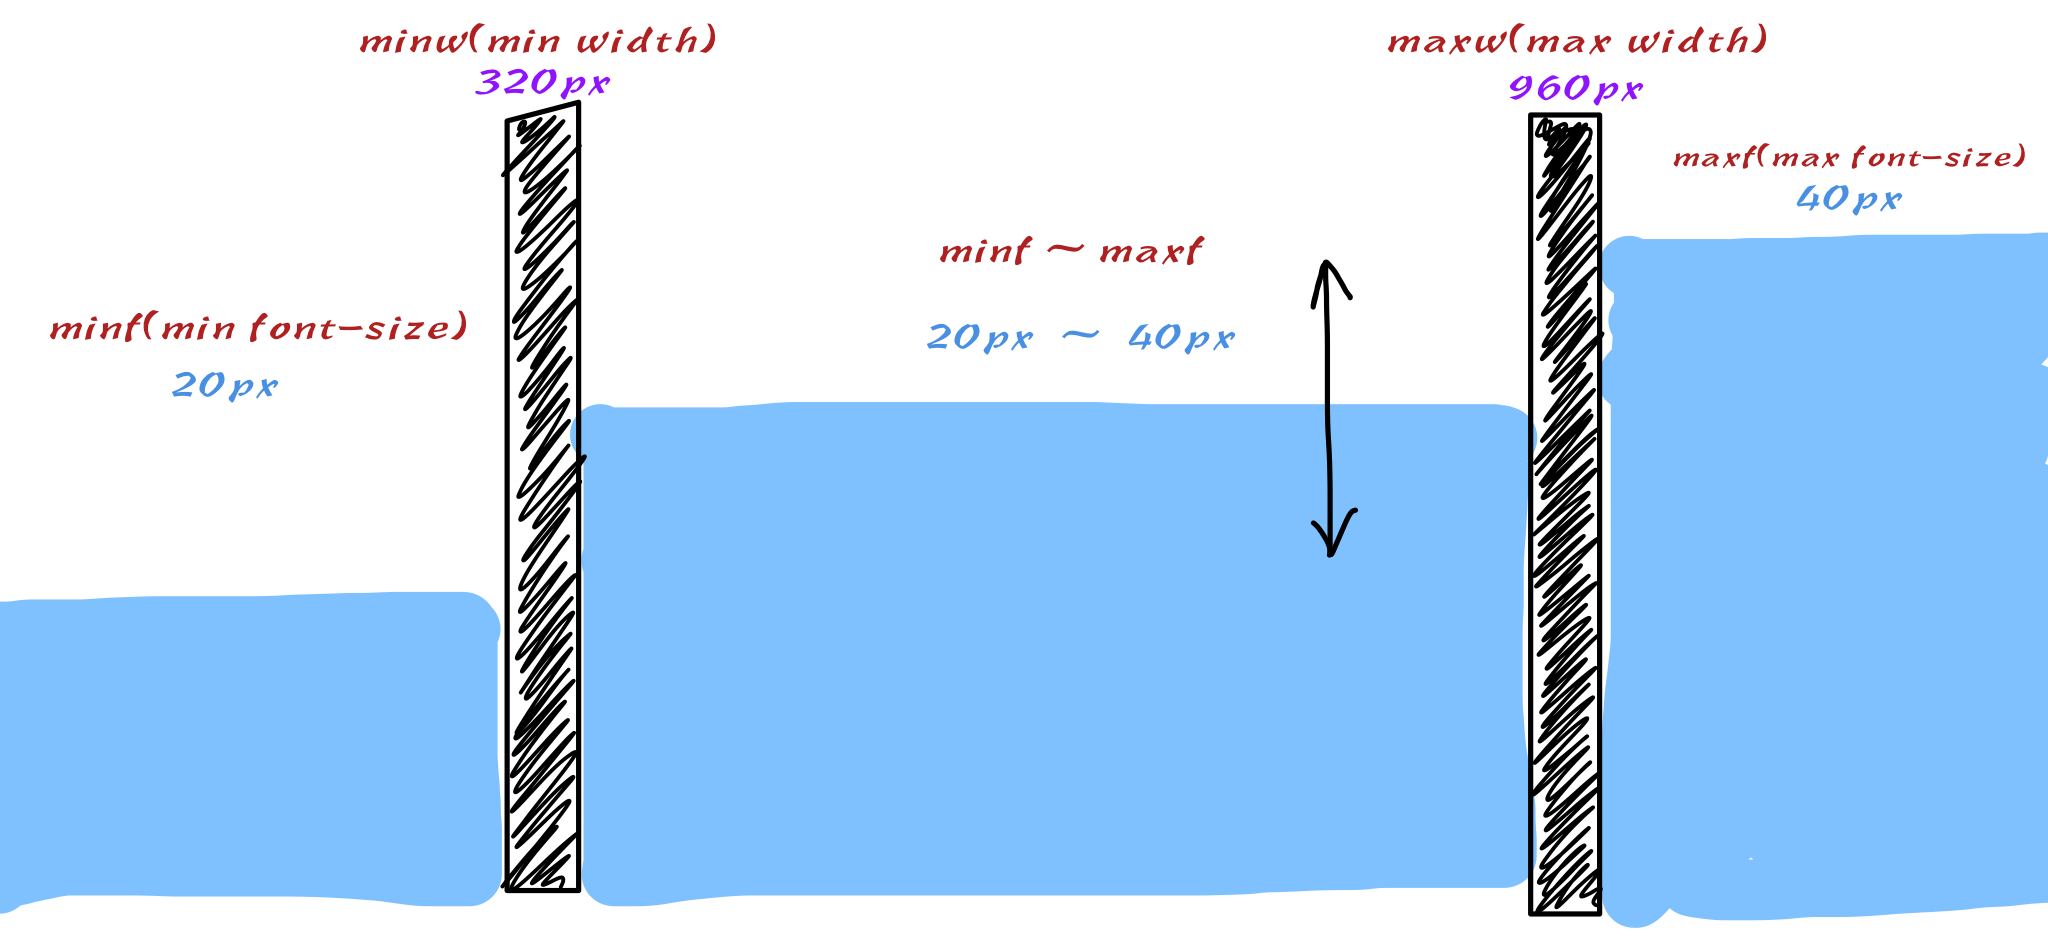 minw(min width)
320px
maxw(max width)
960px
maxf(max font-size)
40px
minf ~ maxf
20px ~ 40px
minf(min font-size)
20px